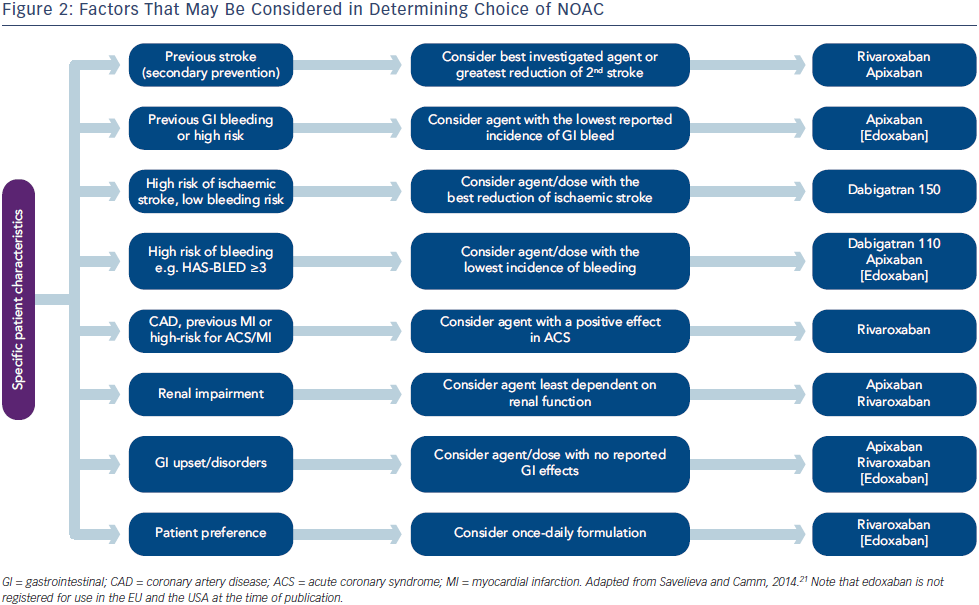 Figure 2: Factors That May Be Considered in Determining Choice of NOAC
Specific patient characteristics
Previous stroke
(secondary prevention)
Consider best investigated agent or
greatest reduction of 2nd stroke
Rivaroxaban
Apixaban
Previous GI bleeding
or high risk
Consider agent with the lowest reported
incidence of GI bleed
Apixaban
[Edoxaban]
High risk of ischaemic
stroke, low bleeding risk
Consider agent/dose with the
best reduction of ischaemic stroke
Dabigatran 150
High risk of bleeding
e.g. HAS-BLED ≥3
Consider agent/dose with the
lowest incidence of bleeding
Dabigatran 110
Apixaban
[Edoxaban]
CAD, previous MI or
high-risk for ACS/MI
Consider agent with a positive effect
in ACS
Rivaroxaban
Renal impairment
Consider agent least dependent on
renal function
Apixaban
Rivaroxaban
GI upset/disorders
Consider agent/dose with no reported
GI effects
Apixaban
Rivaroxaban
[Edoxaban]
Patient preference
Consider once-daily formulation
Rivaroxaban
[Edoxaban]
GI = gastrointestinal; CAD = coronary artery disease; ACS = acute coronary syndrome; MI = myocardial infarction. Adapted from Savelieva and Camm, 2014.21 Note that edoxaban is not
registered for use in the EU and the USA at the time of publication.